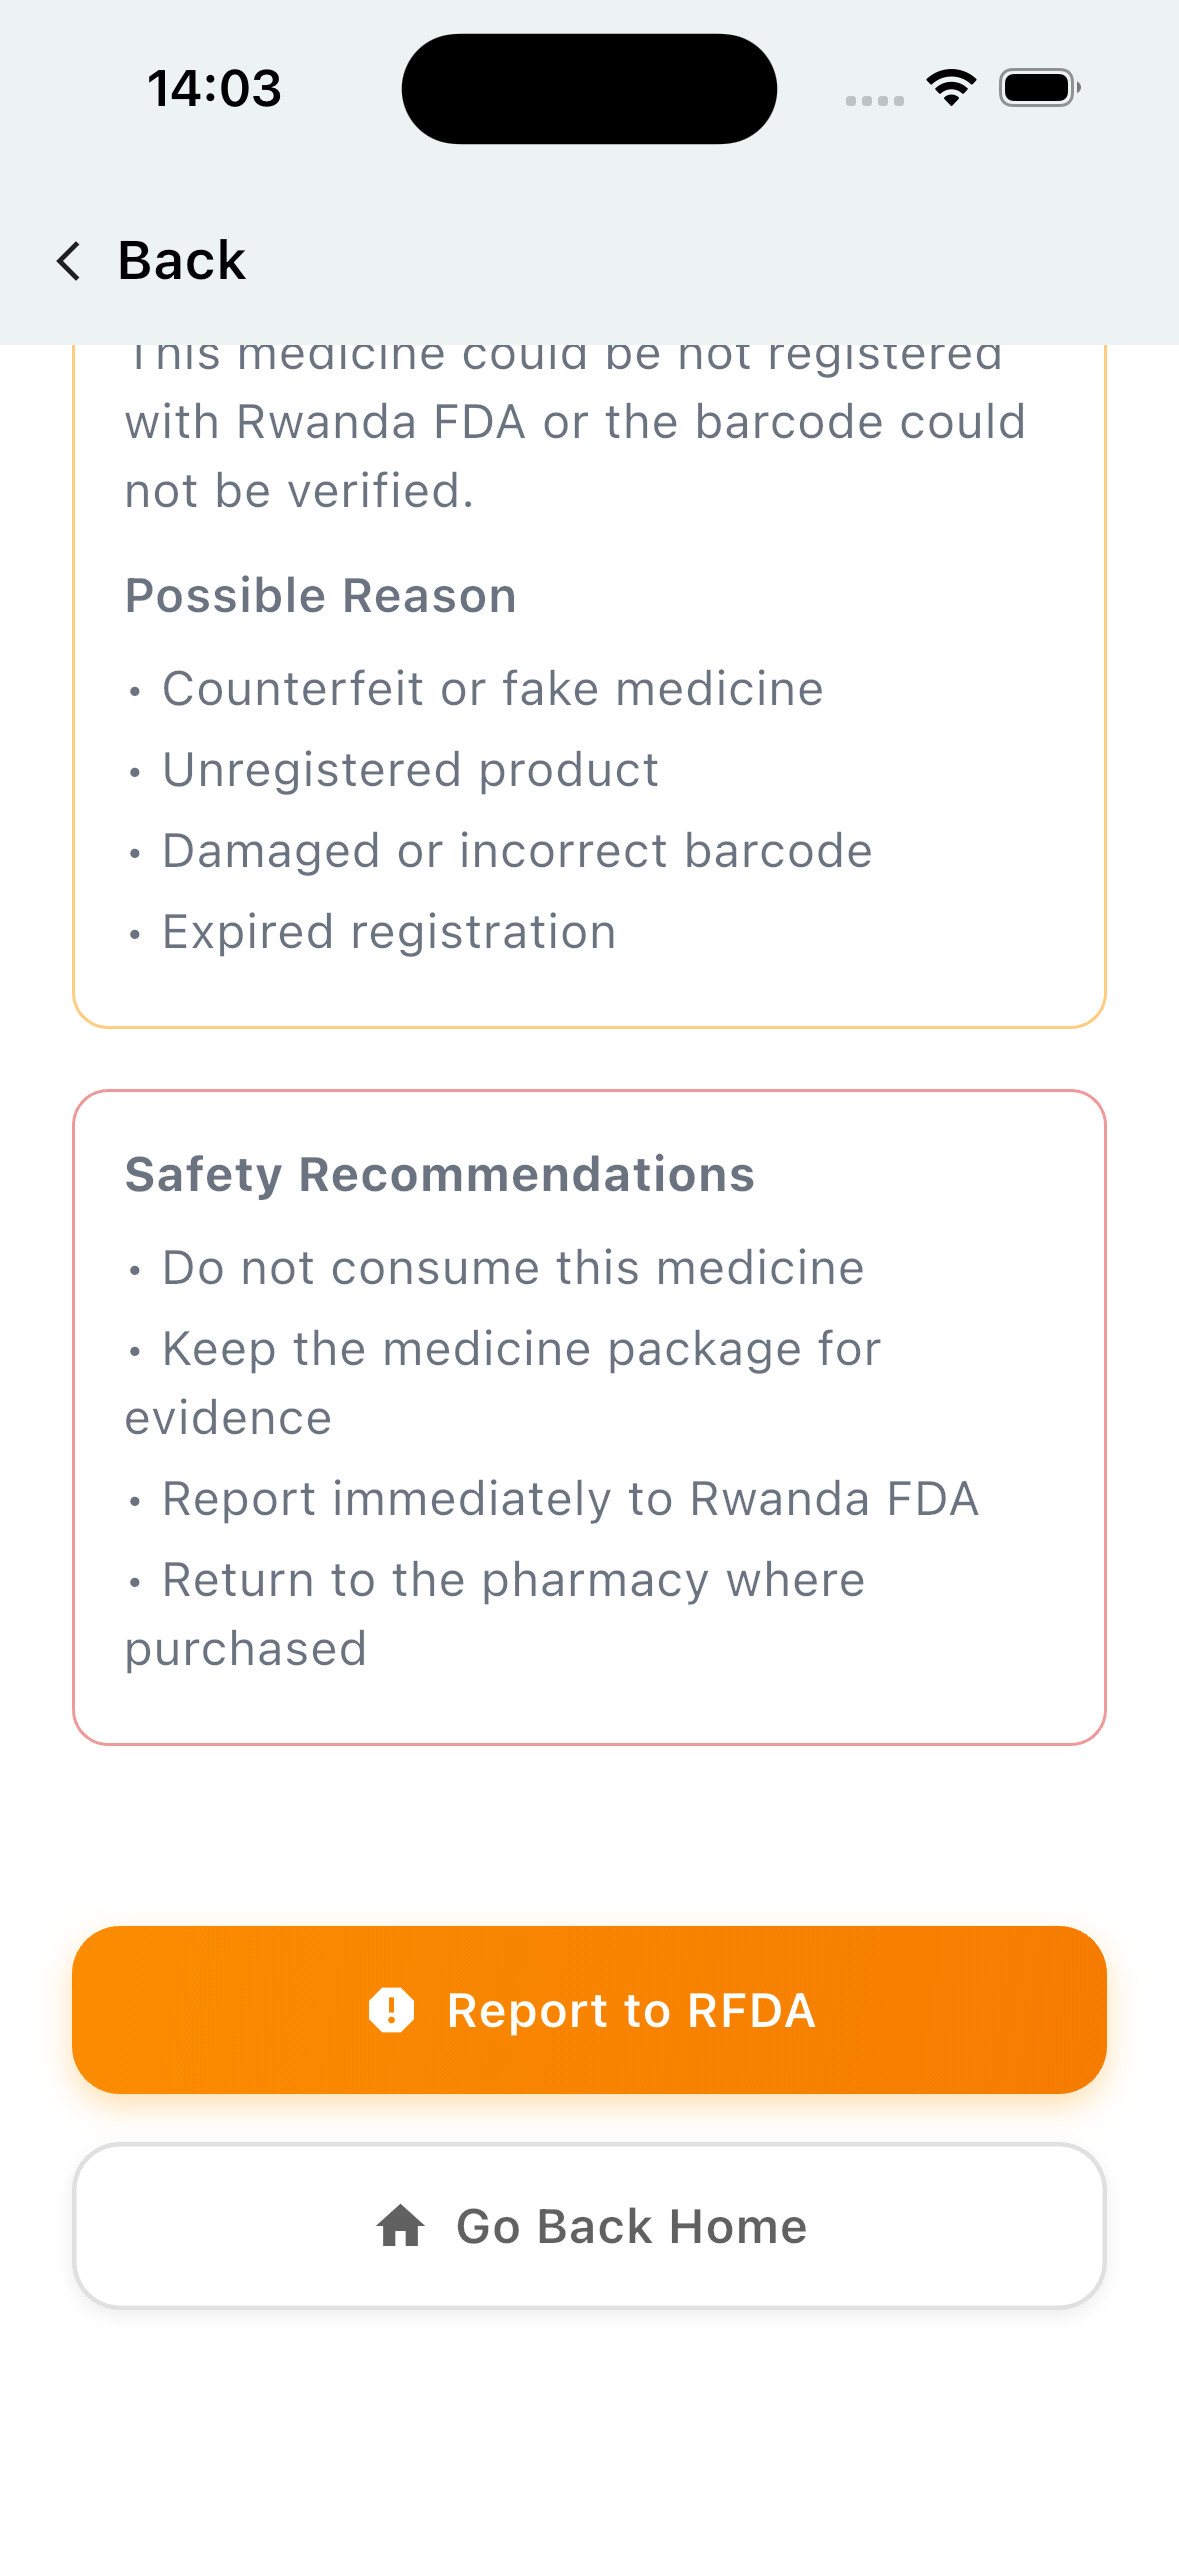 14:03
Back
This medicine could be not registered
with Rwanda FDA or the barcode could
not be verified.
Possible Reason
• Counterfeit or fake medicine
• Unregistered product
• Damaged or incorrect barcode
• Expired registration
Safety Recommendations
• Do not consume this medicine
• Keep the medicine package for
evidence
• Report immediately to Rwanda FDA
• Return to the pharmacy where
purchased
Report to RFDA
Go Back Home